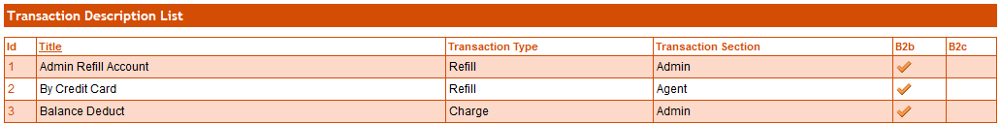 Transaction Description List
Id Title Transaction Type Transaction Section B2b B2c
1 Admin Refill Account Refill Admin
2 By Credit Card Refill Agent
3 Balance Deduct Charge Admin